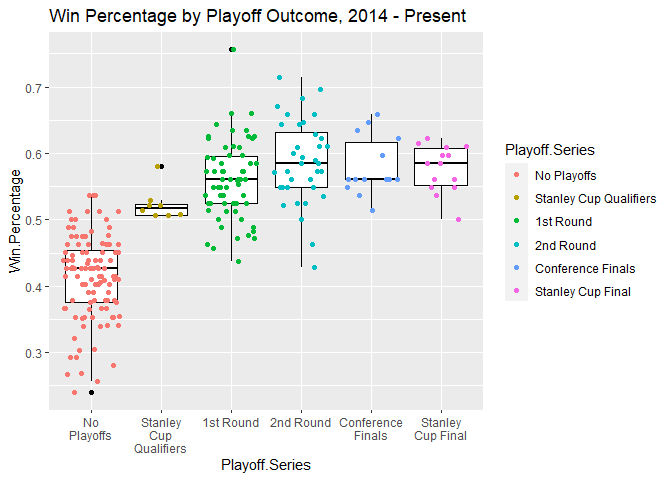 Win Percentage by Playoff Outcome, 2014 - Present
Win.Percentage
0.7
0.6
0.5
0.4
0.3
No
Playoffs
Stanley
Cup
Qualifiers
1st Round
2nd Round
Conference
Finals
Stanley
Cup Final
Playoff.Series
Playoff.Series
No Playoffs
Stanley Cup Qualifiers
1st Round
2nd Round
Conference Finals
Stanley Cup Final